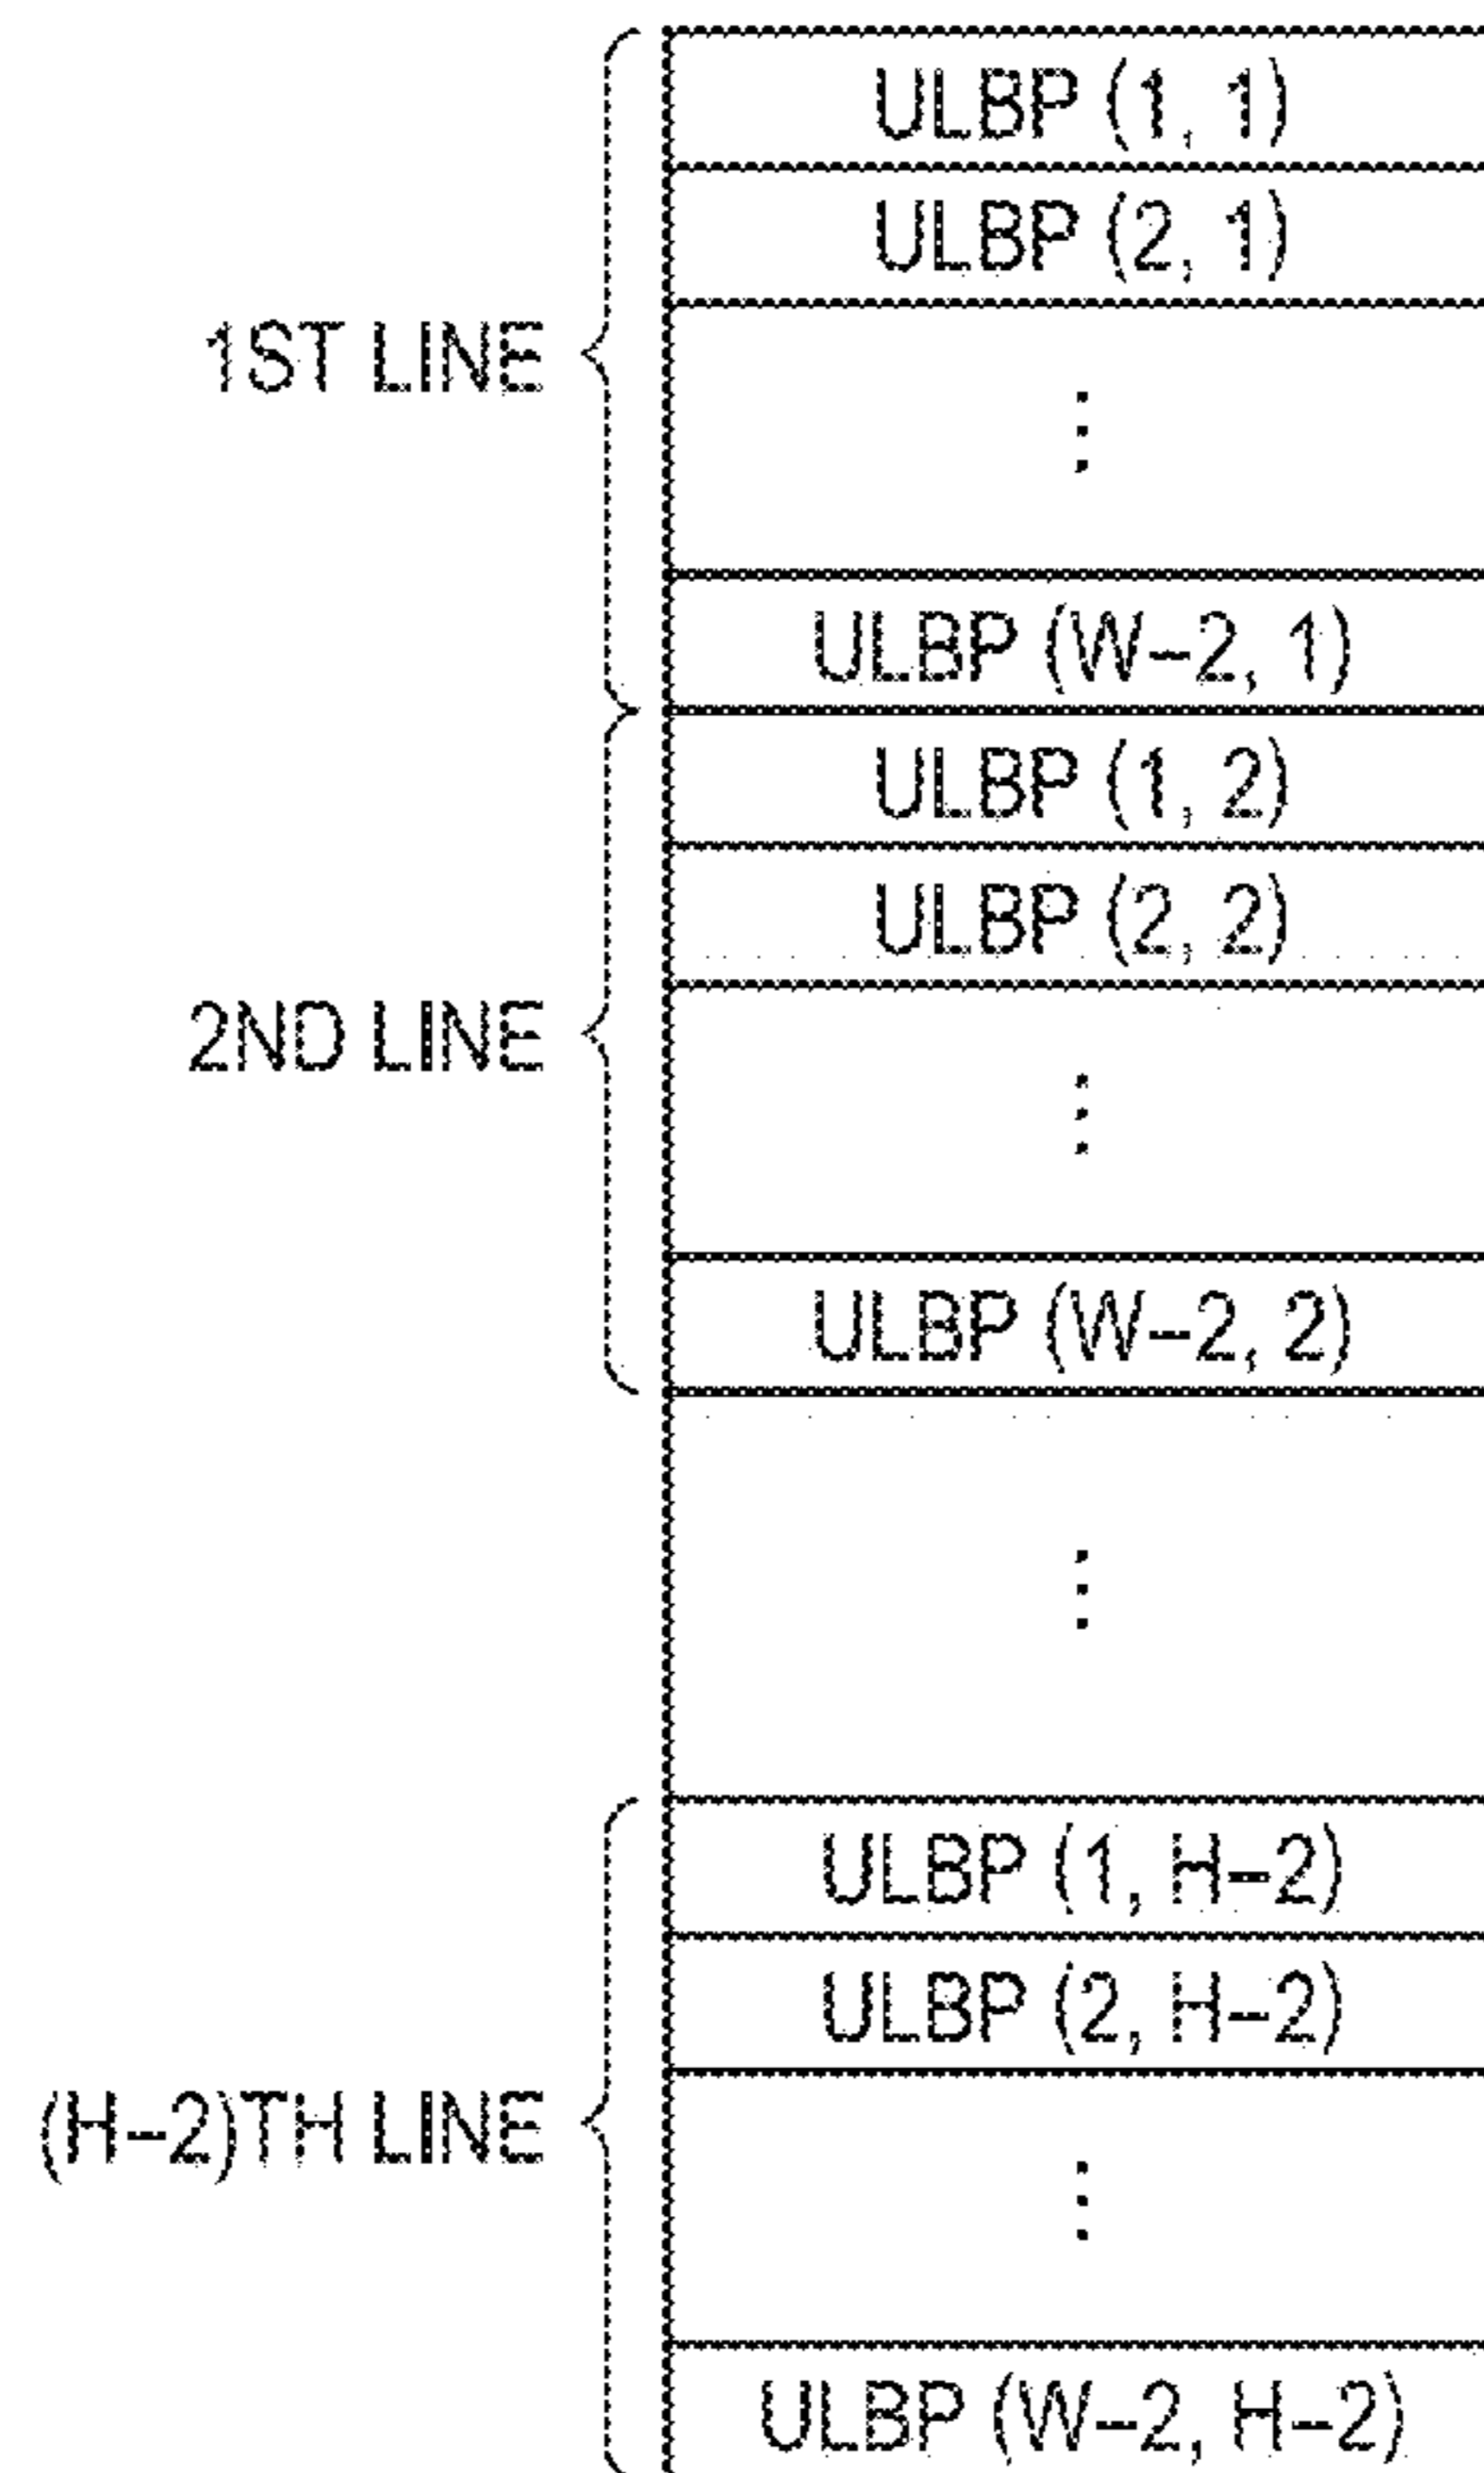 ULBP (1, 1)
ULBP (2, 1)
1ST LINE
⋮
ULBP (W–2, 1)
ULBP (1, 2)
ULBP (2, 2)
2ND LINE
⋮
ULBP (W–2, 2)
⋮
ULBP (1, H–2)
ULBP (2, H–2)
(H–2)TH LINE
⋮
ULBP (W–2, H–2)